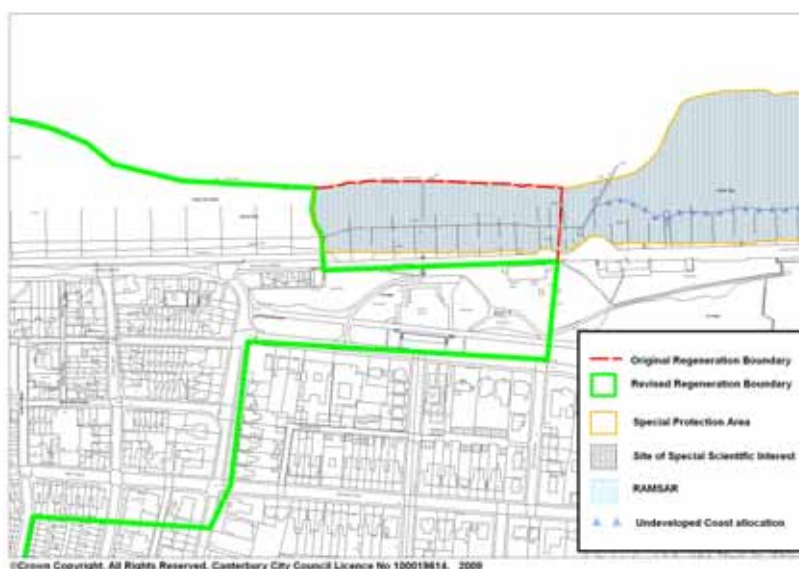 Original Regeneration Boundary
Revised Regeneration Boundary
Special Protection Area
Site of Special Scientific Interest
RAMSAR
Undeveloped Coast allocation
©Crown Copyright. All Rights Reserved. Canterbury City Council Licence No 100019614. 2009